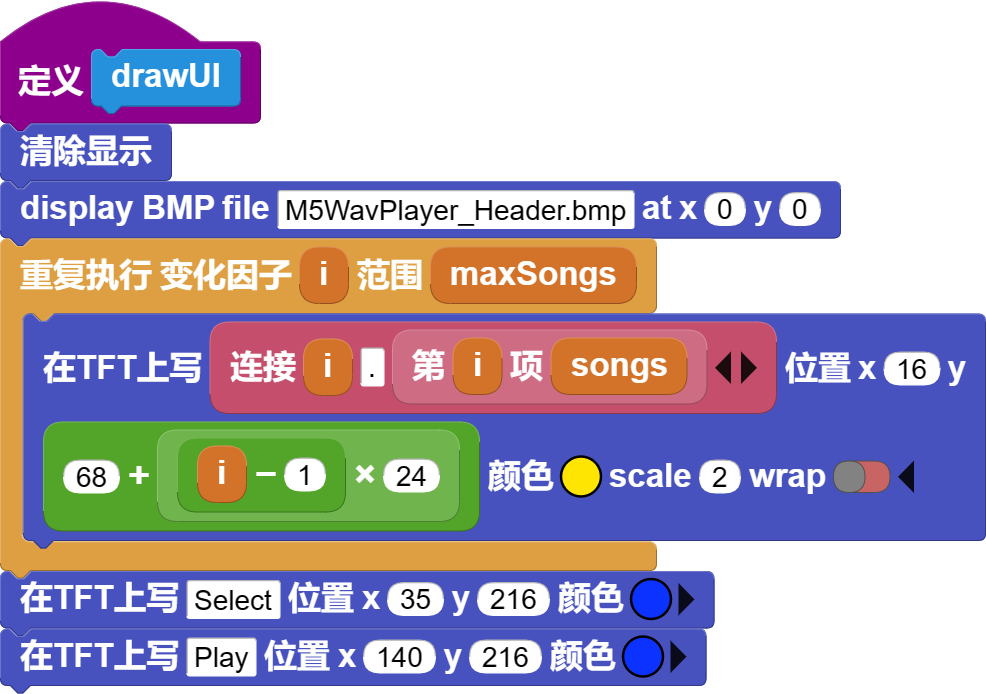 定义 drawUI
清除显示
display BMP file M5WavPlayer_Header.bmp at x 0 y 0
重复执行 变化因子 i 范围 maxSongs
在TFT上写 连接 i . 第 i 项 songs 位置 x 16 y
68 + i − 1 × 24 颜色 scale 2 wrap
在TFT上写 Select 位置 x 35 y 216 颜色
在TFT上写 Play 位置 x 140 y 216 颜色